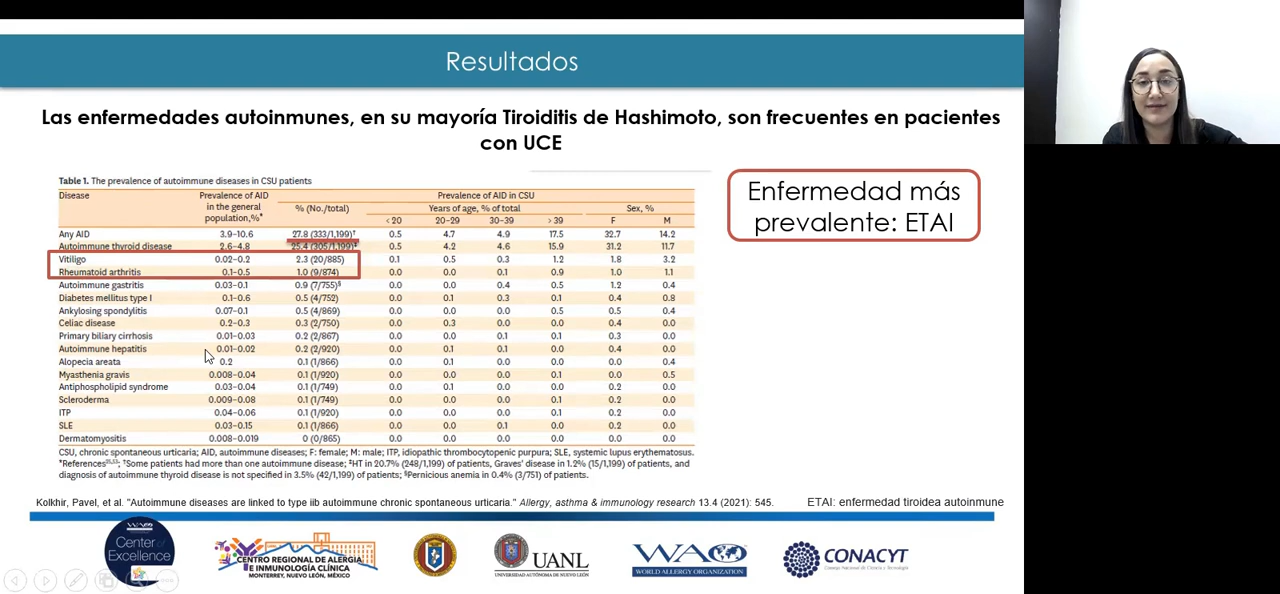 Resultados
Las enfermedades autoinmunes, en su mayoría Tiroiditis de Hashimoto, son frecuentes en pacientes
con UCE
Enfermedad más
prevalente: ETAI
Table 1. The prevalence of autoimmune diseases in CSU patients
Disease Prevalence of AID in the general population,%* Prevalence of AID in CSU
% (No./total) Years of age, % of total Sex, %
< 20 20–29 30–39 > 39 F M
Any AID 3.9–10.6 27.8 (333/1,199)† 0.5 4.7 4.9 17.5 32.7 14.2
Autoimmune thyroid disease 2.6–4.8 25.4 (305/1,199)‡ 0.5 4.2 4.6 15.9 31.2 11.7
Vitiligo 0.02–0.2 2.3 (20/885) 0.1 0.5 0.3 1.2 1.8 3.2
Rheumatoid arthritis 0.1–0.5 1.0 (9/874) 0.0 0.0 0.1 0.9 1.0 1.1
Autoimmune gastritis 0.03–0.1 0.9 (7/755)§ 0.0 0.0 0.4 0.5 1.2 0.4
Diabetes mellitus type I 0.1–0.6 0.5 (4/752) 0.0 0.1 0.3 0.1 0.4 0.8
Ankyloing spondylitis 0.07–0.1 0.5 (4/869) 0.0 0.0 0.0 0.5 0.5 0.4
Celiac disease 0.2–0.3 0.3 (2/750) 0.0 0.3 0.0 0.0 0.4 0.0
Primary biliary cirrhosis 0.01–0.03 0.2 (2/867) 0.0 0.0 0.1 0.1 0.3 0.0
Autoimmune hepatitis 0.01–0.02 0.2 (2/920) 0.0 0.1 0.1 0.0 0.4 0.0
Alopecia areata 0.2 0.1 (1/866) 0.0 0.1 0.0 0.0 0.0 0.4
Myasthenia gravis 0.008–0.04 0.1 (1/920) 0.0 0.0 0.0 0.1 0.0 0.5
Antiphospholipid syndrome 0.03–0.04 0.1 (1/749) 0.0 0.1 0.0 0.0 0.2 0.0
Scleroderma 0.009–0.08 0.1 (1/749) 0.0 0.0 0.0 0.1 0.2 0.0
ITP 0.04–0.06 0.1 (1/920) 0.0 0.0 0.0 0.1 0.2 0.0
SLE 0.03–0.15 0.1 (1/866) 0.0 0.0 0.1 0.0 0.2 0.0
Dermatomyositis 0.008–0.019 0 (0/865) 0.0 0.0 0.0 0.0 0.0 0.0
CSU, chronic spontaneous urticaria; AID, autoimmune diseases; F: female; M: male; ITP, idiopathic thrombocytopenic purpura; SLE, systemic lupus erythematosus.
*References; †Some patients had more than one autoimmune disease; ‡HT in 20.7% (248/1,199) of patients, Graves' disease in 1.2% (15/1,199) of patients, and
diagnosis of autoimmune thyroid disease is not specified in 3.5% (42/1,199) of patients; §Pernicious anemia in 0.4% (3/751) of patients.
Kolkhir, Pavel, et al. "Autoimmune diseases are linked to type iib autoimmune chronic spontaneous urticaria." Allergy, asthma & immunology research 13.4 (2021): 545.
ETAI: enfermedad tiroidea autoinmune
WAO
Center of
Excellence
CENTRO REGIONAL DE ALERGIA
E INMUNOLOGÍA CLÍNICA
MONTERREY, NUEVO LEÓN, MÉXICO
UANL
UNIVERSIDAD AUTÓNOMA DE NUEVO LEÓN
WAO
WORLD ALLERGY ORGANIZATION
CONACYT
Consejo Nacional de Ciencia y Tecnología